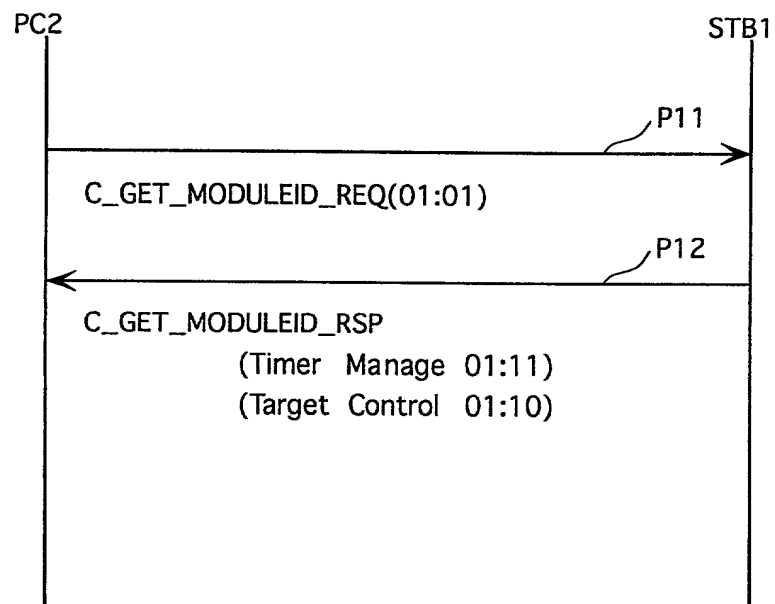 PC2
STB1
P11
C_GET_MODULEID_REQ(01:01)
P12
C_GET_MODULEID_RSP
(Timer Manage 01:11)
(Target Control 01:10)